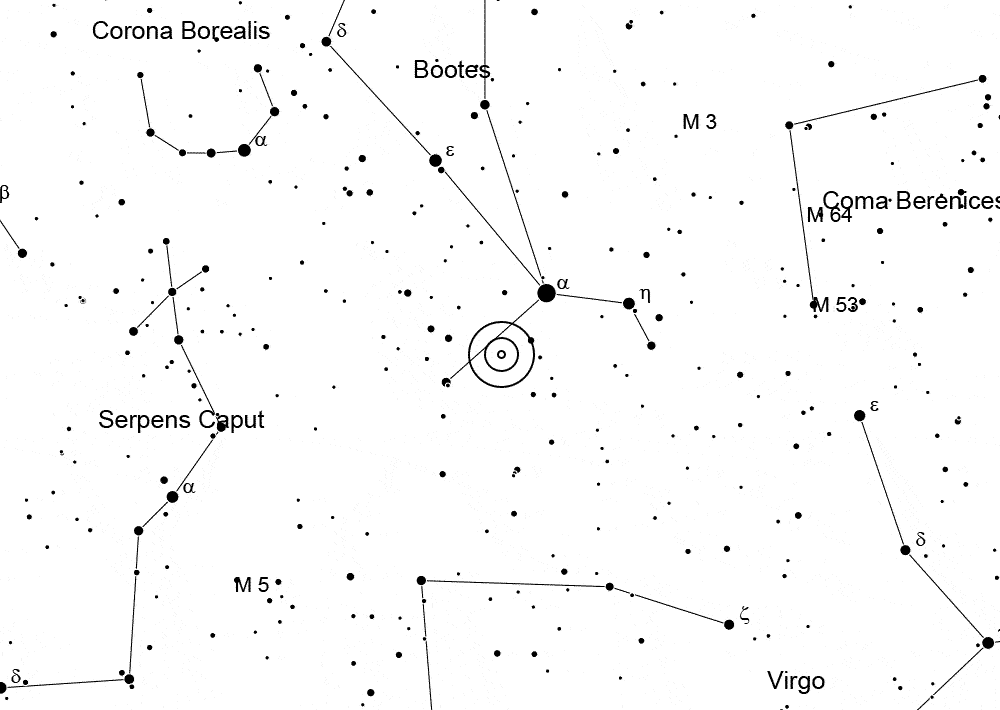 δ
Corona Borealis
Bootes
M 3
α
ε
β
Coma Berenices
M 64
α
η
M 53
ε
Serpens Caput
α
δ
M 5
ζ
δ
Virgo